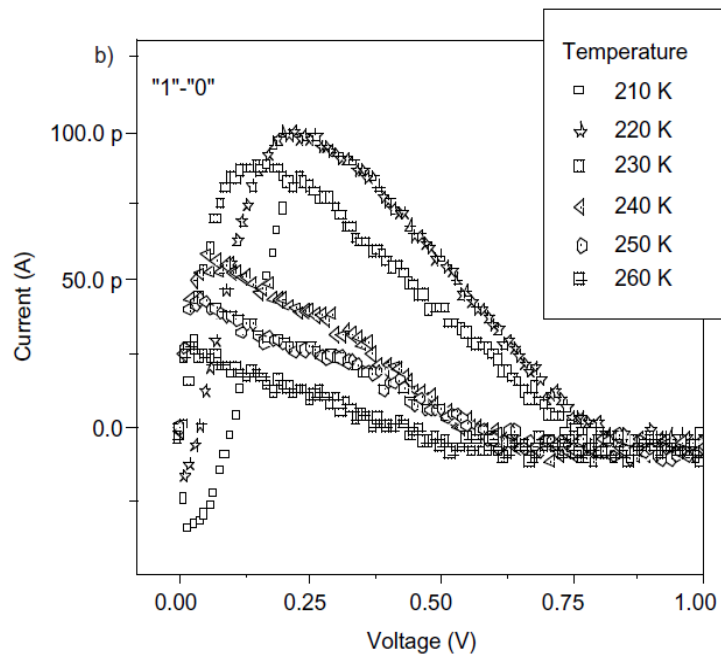 b)
"1"-"0"
Temperature
210 K
220 K
230 K
240 K
250 K
260 K
100.0 p
50.0 p
0.0
Current (A)
0.00 0.25 0.50 0.75 1.00
Voltage (V)